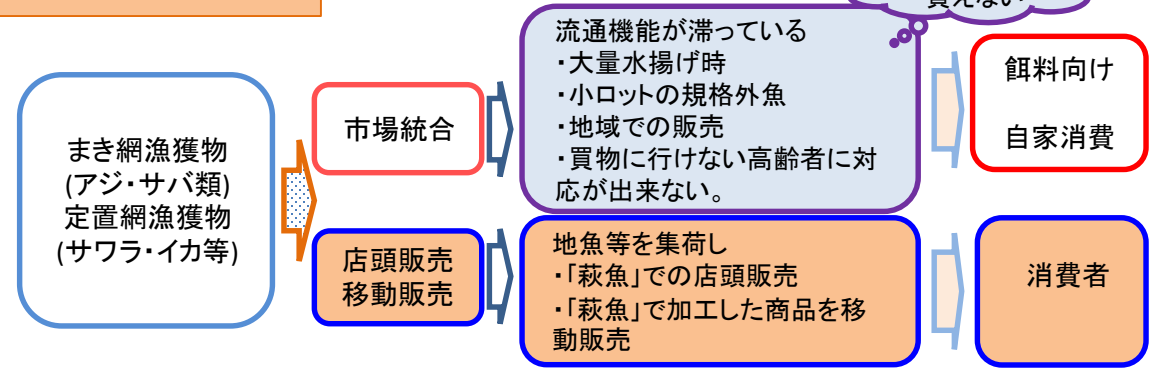 買えない
まき網漁獲物
(アジ・サバ類)
定置網漁獲物
(サワラ・イカ等)
市場統合
流通機能が滞っている
・大量水揚げ時
・小ロットの規格外魚
・地域での販売
・買物に行けない高齢者に対
応が出来ない。
餌料向け
自家消費
店頭販売
移動販売
地魚等を集荷し
・「萩魚」での店頭販売
・「萩魚」で加工した商品を移
動販売
消費者